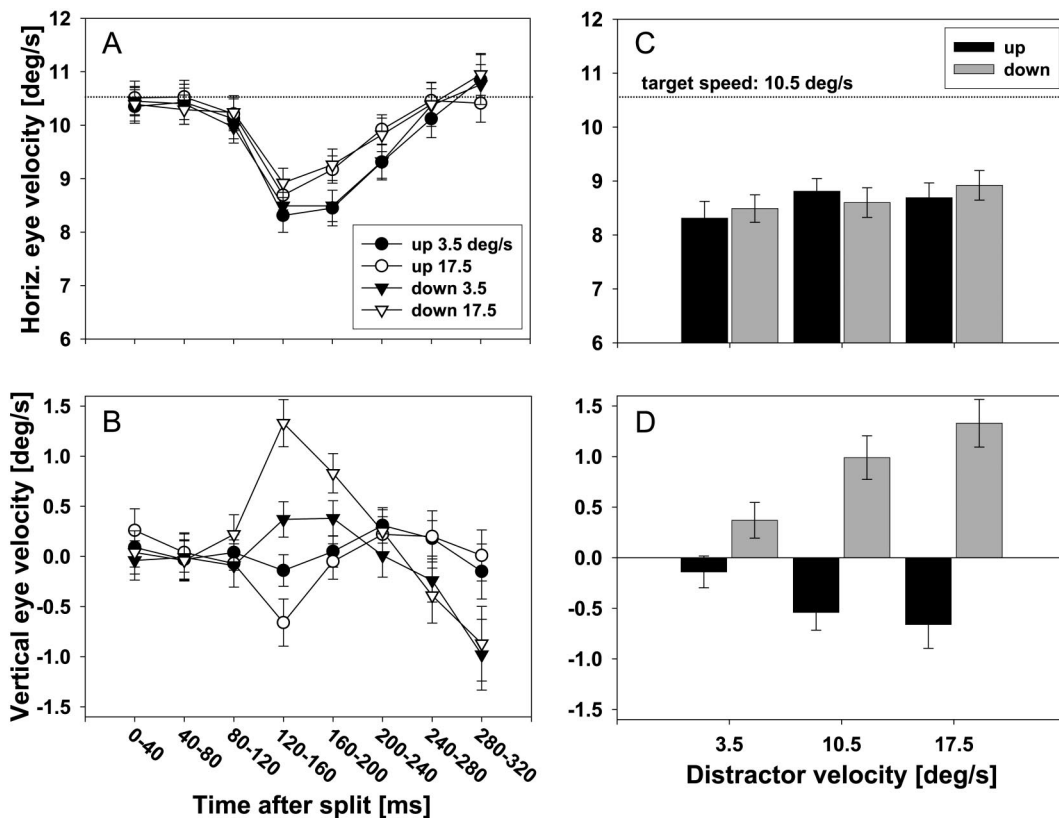 A
Horiz. eye velocity [deg/s]
12
11
10
9
8
7
6
up 3.5 deg/s
up 17.5
down 3.5
down 17.5
C
up
down
target speed: 10.5 deg/s
12
11
10
9
8
7
6
B
Vertical eye velocity [deg/s]
1.5
1.0
0.5
0.0
-0.5
-1.0
-1.5
0-40
40-80
80-120
120-160
160-200
200-240
240-280
280-320
Time after split [ms]
D
1.5
1.0
0.5
0.0
-0.5
-1.0
-1.5
3.5
10.5
17.5
Distractor velocity [deg/s]